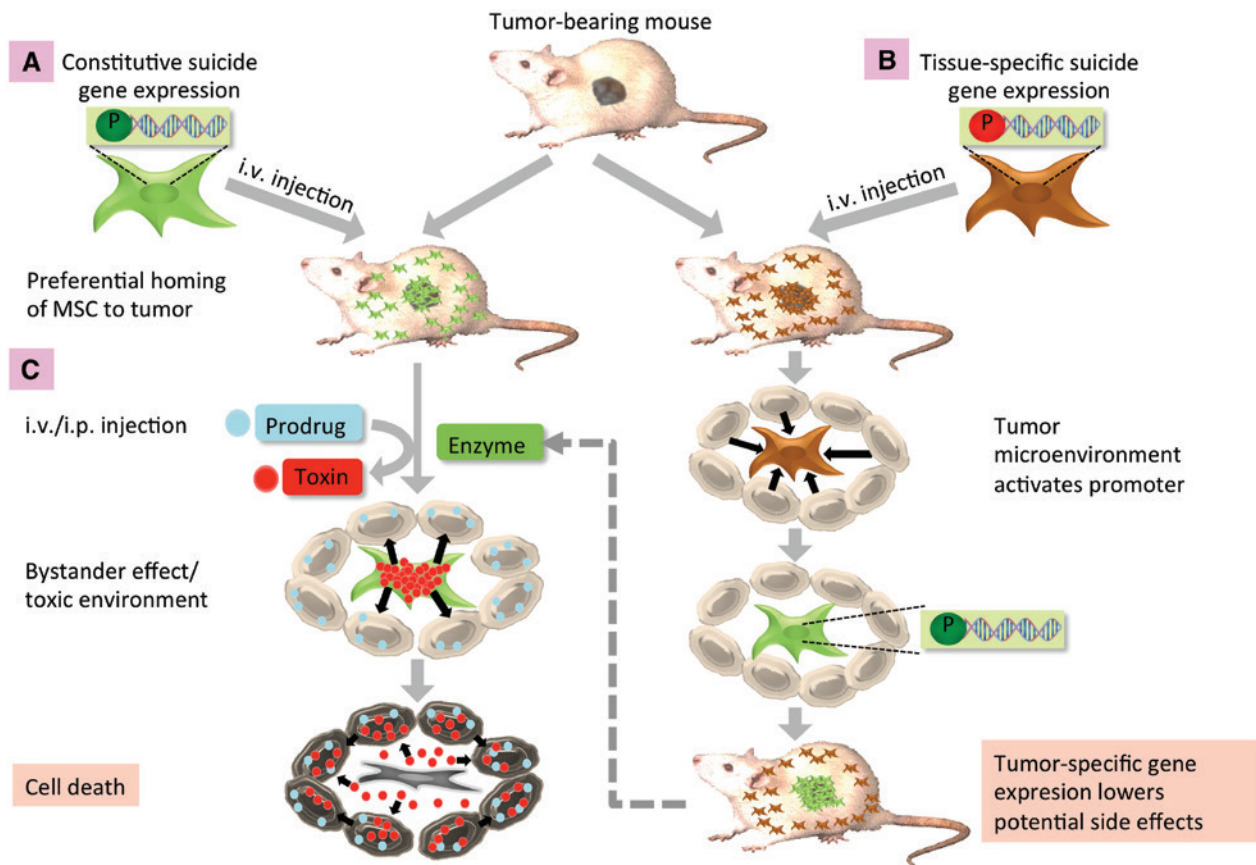 Tumor-bearing mouse
A
Constitutive suicide
gene expression
P
i.v. injection
B
Tissue-specific suicide
gene expression
P
i.v. injection
Preferential homing
of MSC to tumor
C
i.v./i.p. injection
Prodrug
Toxin
Enzyme
Tumor
microenvironment
activates promoter
Bystander effect/
toxic environment
P
Cell death
Tumor-specific gene
expresion lowers
potential side effects